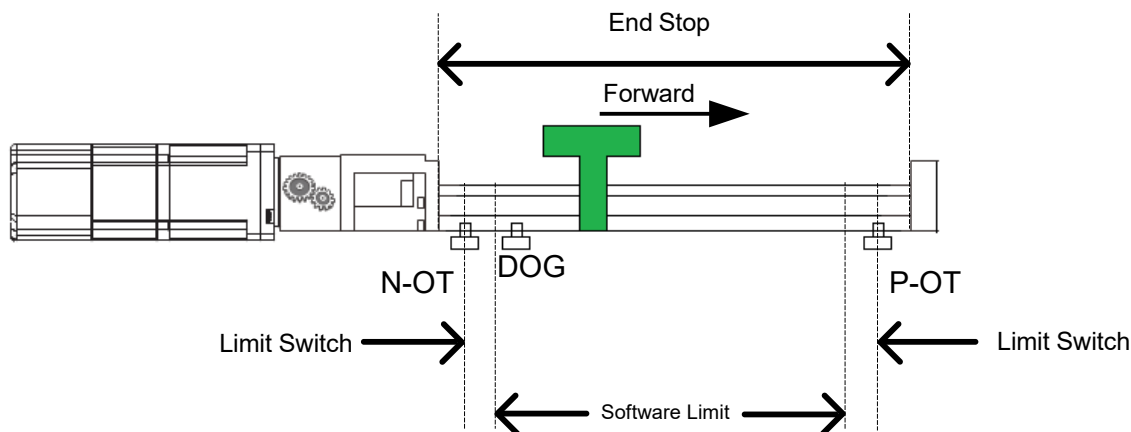 End Stop
Forward
N-OT
DOG
P-OT
Limit Switch
Limit Switch
Software Limit